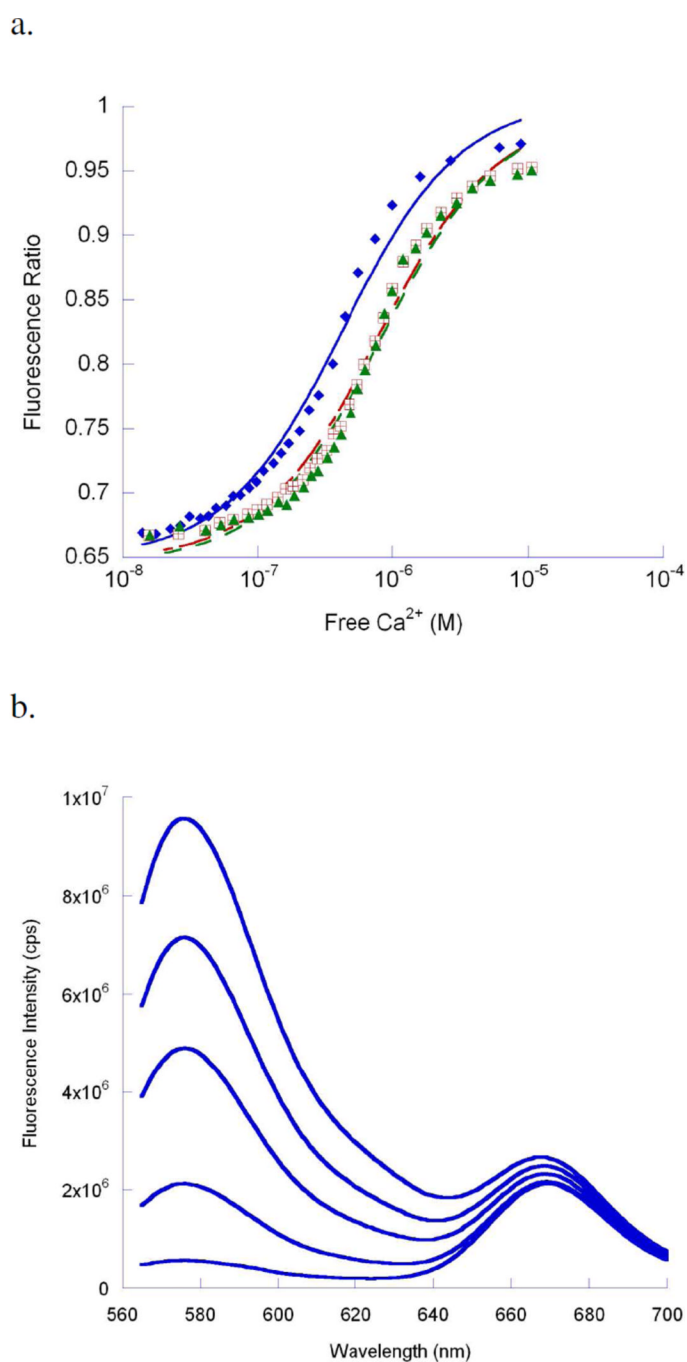 a.
1
0.95
0.9
0.85
0.8
0.75
0.7
0.65
Fluorescence Ratio
10⁻⁸ 10⁻⁷ 10⁻⁶ 10⁻⁵ 10⁻⁴
Free Ca²⁺ (M)
b.
1x10⁷
8x10⁶
6x10⁶
4x10⁶
2x10⁶
0
Fluorescence Intensity (cps)
560 580 600 620 640 660 680 700
Wavelength (nm)